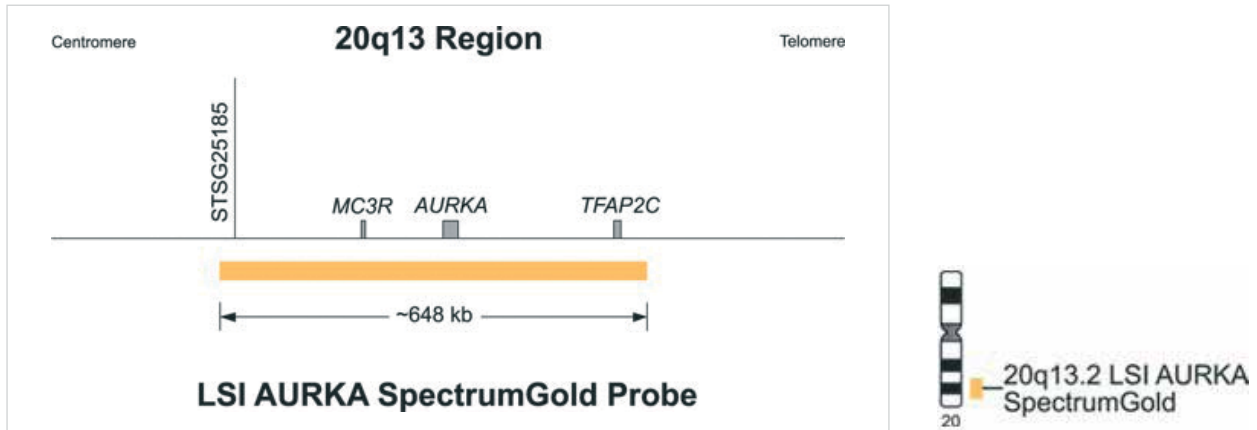 Centromere
20q13 Region
Telomere
STSG25185
MC3R
AURKA
TFAP2C
~648 kb
LSI AURKA SpectrumGold Probe
20q13.2 LSI AURKA
SpectrumGold
20